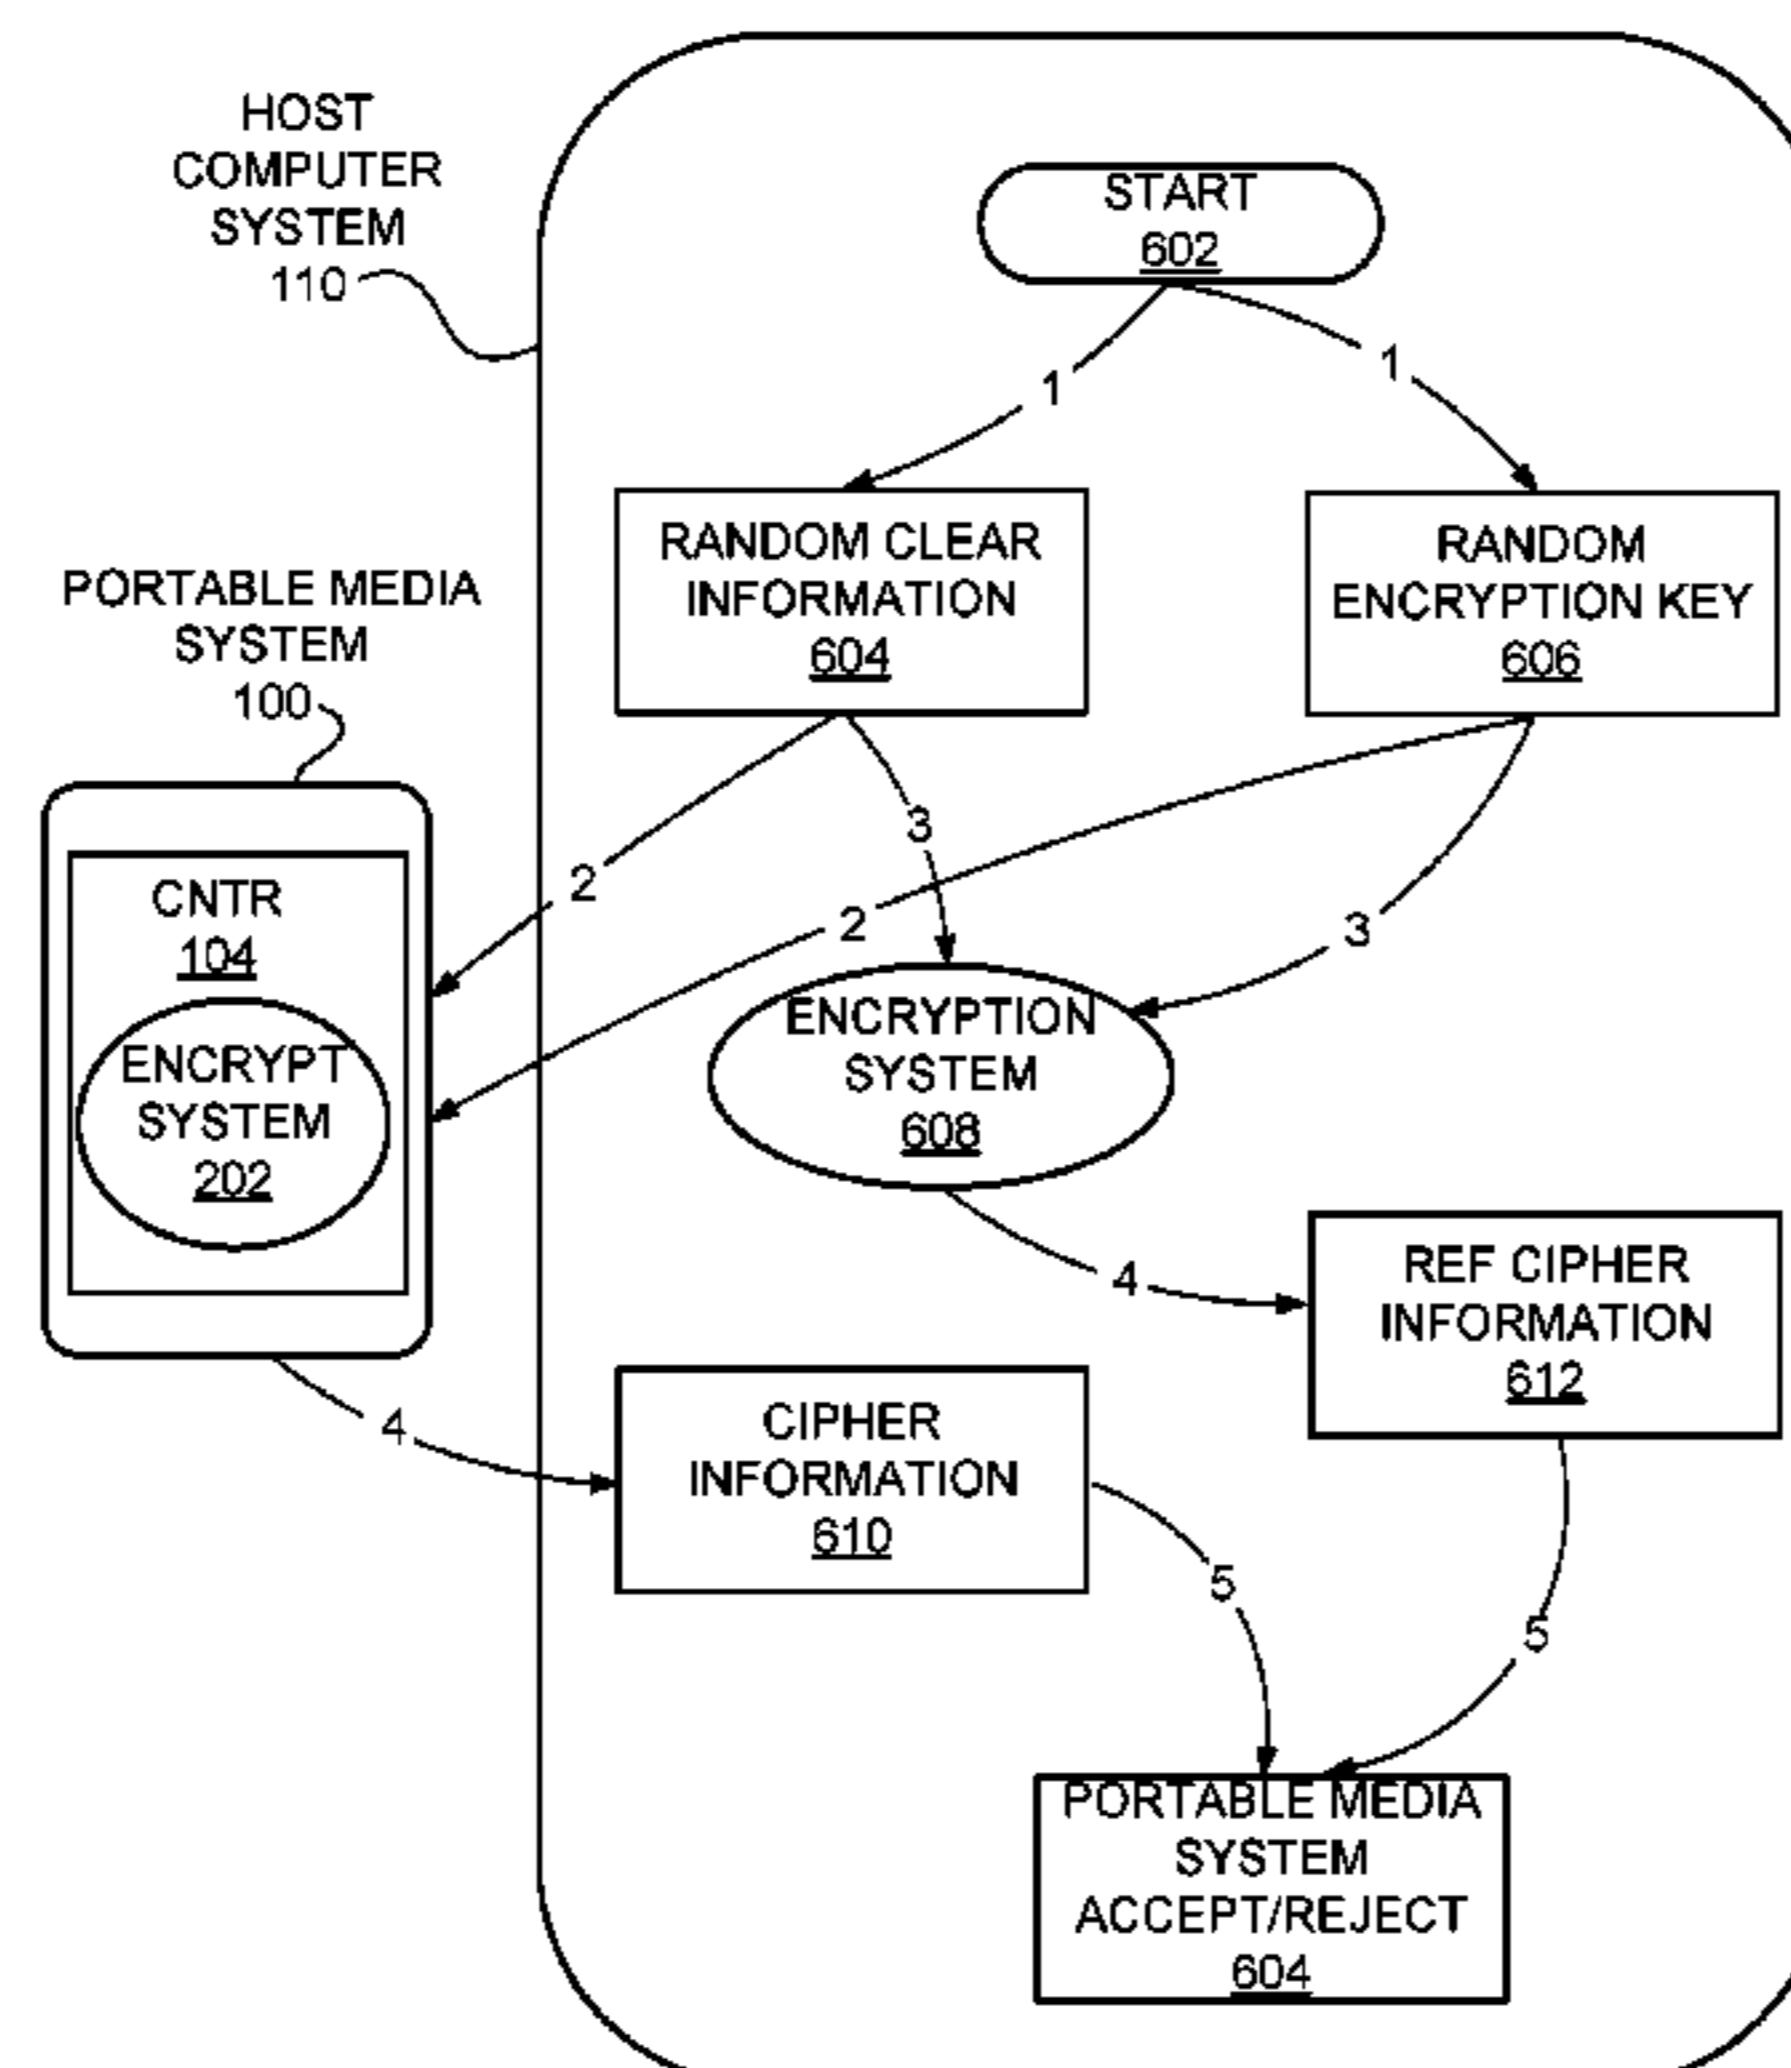 HOST
COMPUTER
SYSTEM
110
START
602
1
1
RANDOM CLEAR
INFORMATION
604
RANDOM
ENCRYPTION KEY
606
PORTABLE MEDIA
SYSTEM
100
2
3
2
3
CNTR
104
ENCRYPT
SYSTEM
202
ENCRYPTION
SYSTEM
608
4
REF CIPHER
INFORMATION
612
4
CIPHER
INFORMATION
610
5
5
PORTABLE MEDIA
SYSTEM
ACCEPT/REJECT
604